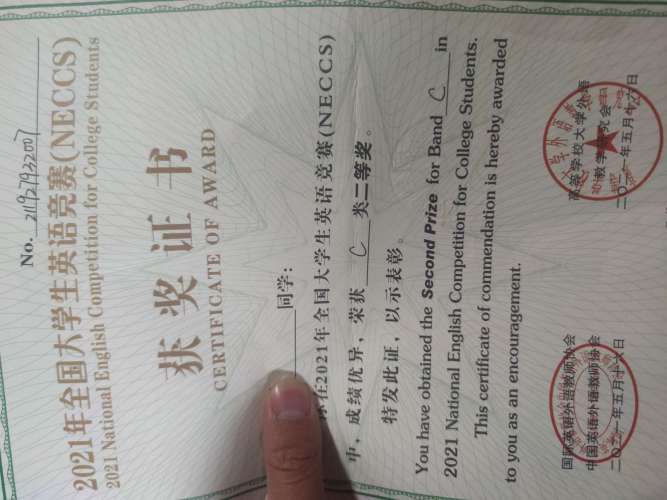 No. 21927932007
2021年全国大学生英语竞赛(NECCS)
2021 National English Competition for College Students
获奖证书
CERTIFICATE OF AWARD
同学:
在2021年全国大学生英语竞赛(NECCS)
中,成绩优异,荣获 C 类二等奖。
特发此证,以示表彰。
You have obtained the Second Prize for Band C in
2021 National English Competition for College Students.
This certificate of commendation is hereby awarded
to you as an encouragement.
国际英语外语教师协会
中国英语外语教师协会
二〇二一年五月十六日
高等学校大学外语
教学研究会
二〇二一年五月十六日